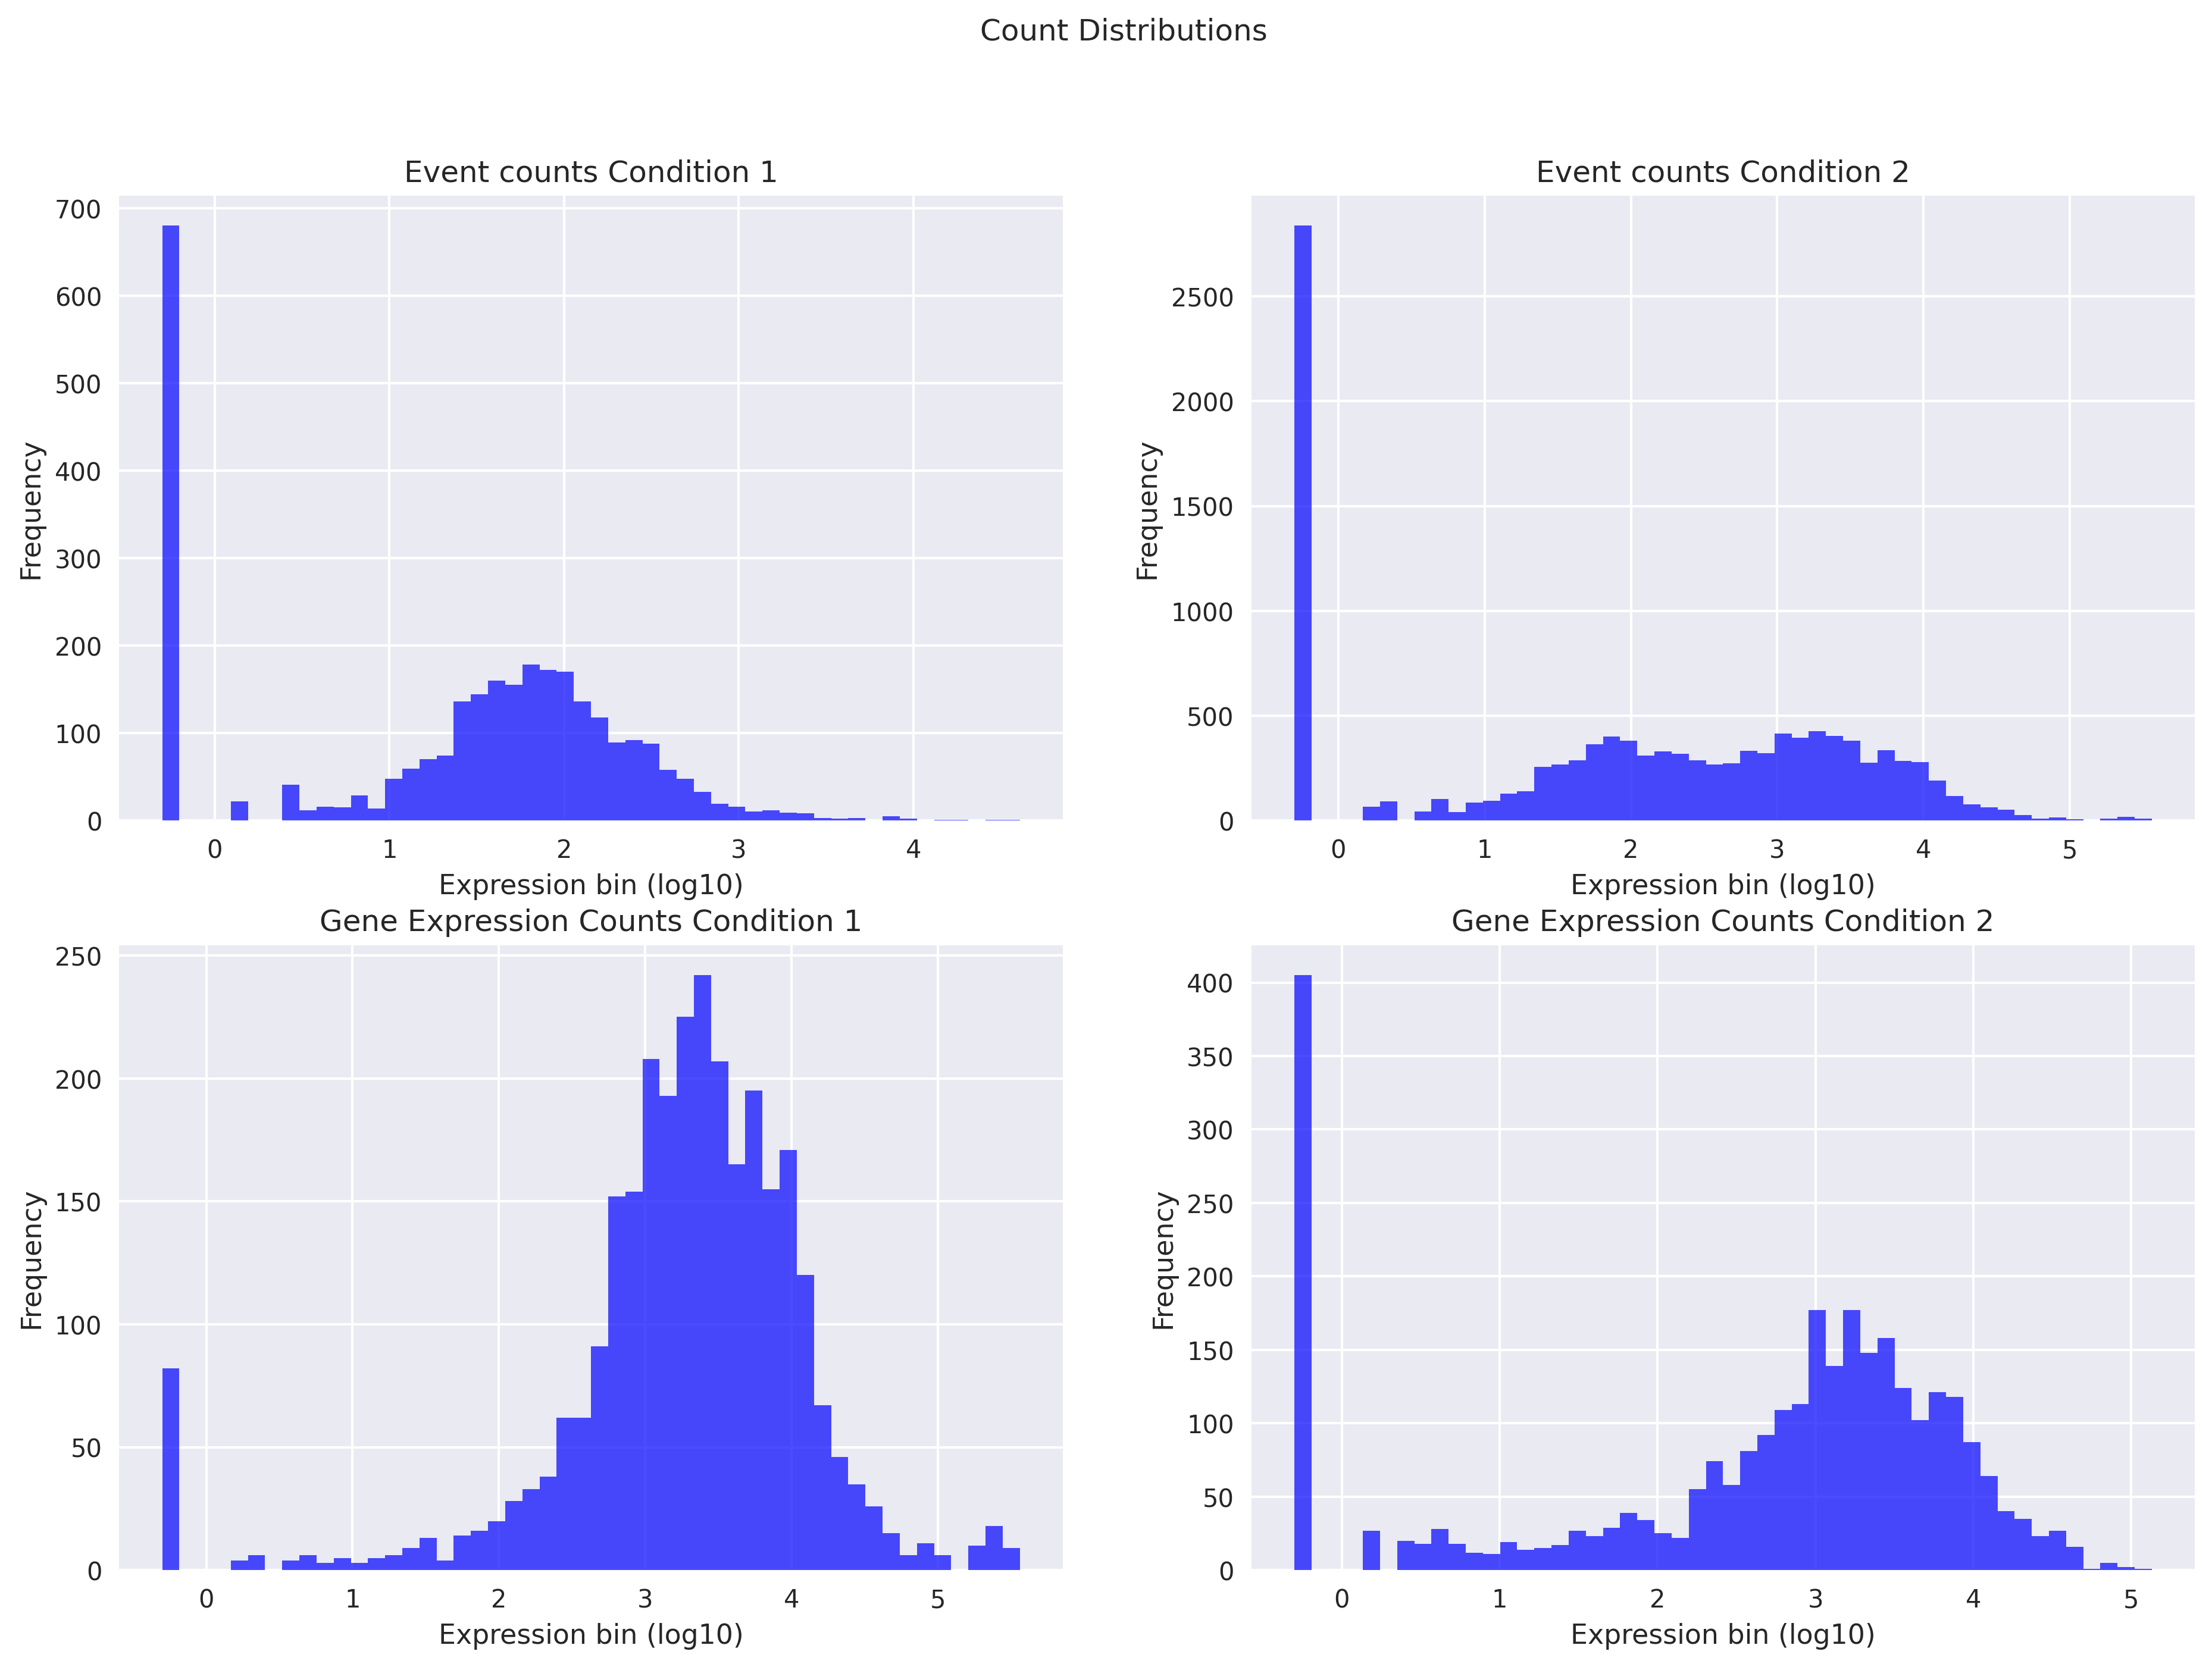 Count Distributions
Event counts Condition 1
700
600
500
400
300
200
100
0
Frequency
0 1 2 3 4
Expression bin (log10)
Event counts Condition 2
2500
2000
1500
1000
500
0
Frequency
0 1 2 3 4 5
Expression bin (log10)
Gene Expression Counts Condition 1
250
200
150
100
50
0
Frequency
0 1 2 3 4 5
Expression bin (log10)
Gene Expression Counts Condition 2
400
350
300
250
200
150
100
50
0
Frequency
0 1 2 3 4 5
Expression bin (log10)